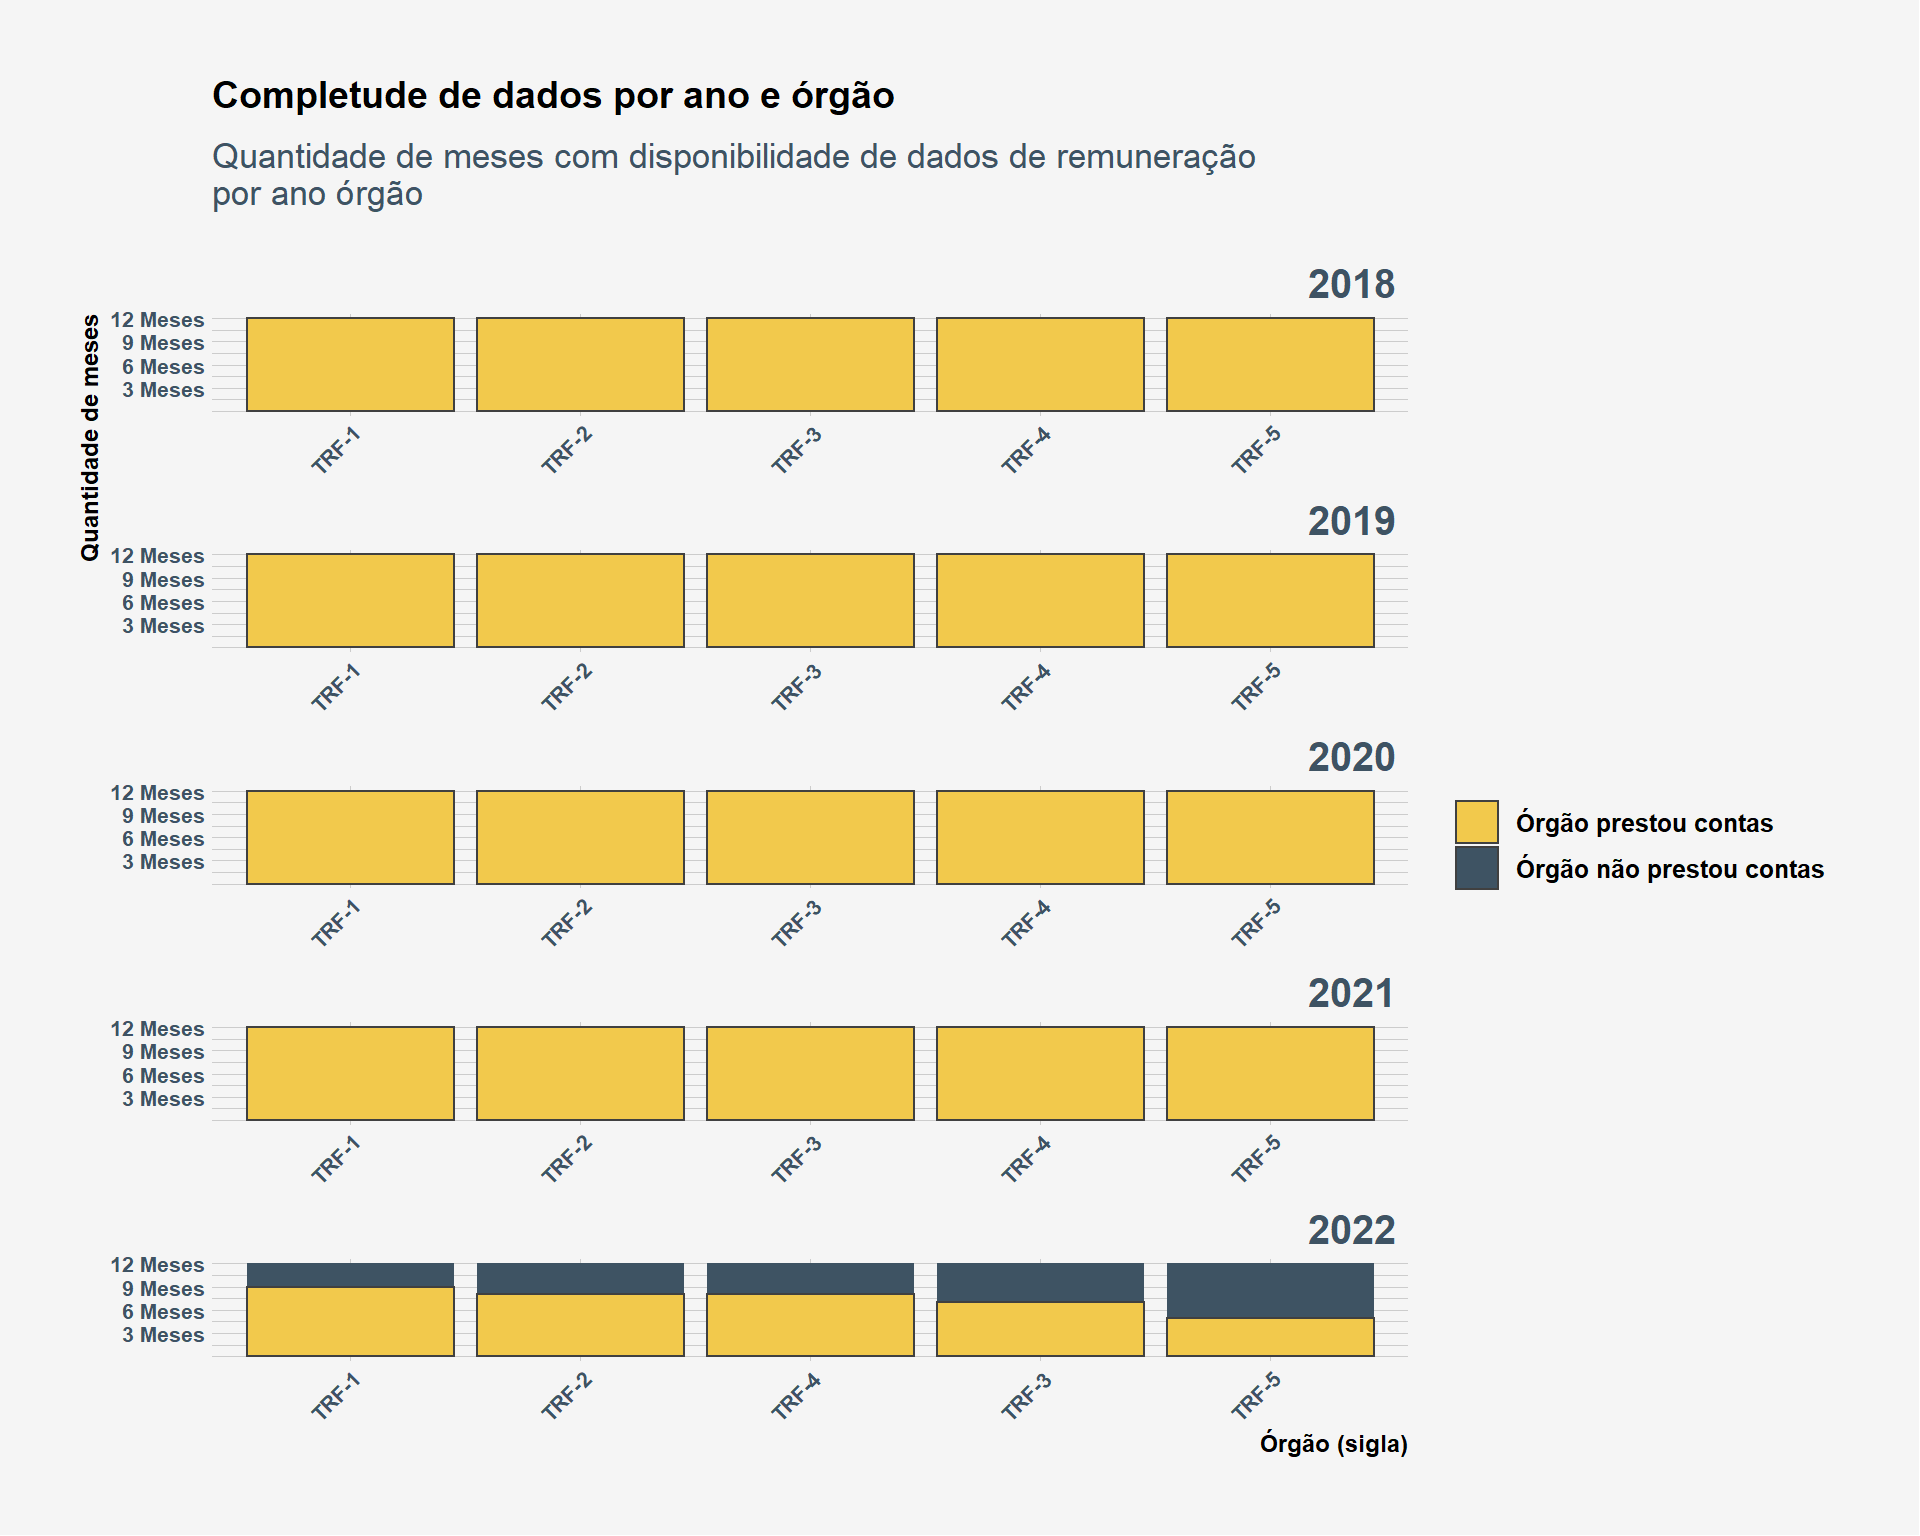 Completude de dados por ano e órgão
Quantidade de meses com disponibilidade de dados de remuneração
por ano órgão
Quantidade de meses
2018
12 Meses
9 Meses
6 Meses
3 Meses
TRF-1
TRF-2
TRF-3
TRF-4
TRF-5
2019
12 Meses
9 Meses
6 Meses
3 Meses
TRF-1
TRF-2
TRF-3
TRF-4
TRF-5
2020
12 Meses
9 Meses
6 Meses
3 Meses
TRF-1
TRF-2
TRF-3
TRF-4
TRF-5
Órgão prestou contas
Órgão não prestou contas
2021
12 Meses
9 Meses
6 Meses
3 Meses
TRF-1
TRF-2
TRF-3
TRF-4
TRF-5
2022
12 Meses
9 Meses
6 Meses
3 Meses
TRF-1
TRF-2
TRF-4
TRF-3
TRF-5
Órgão (sigla)